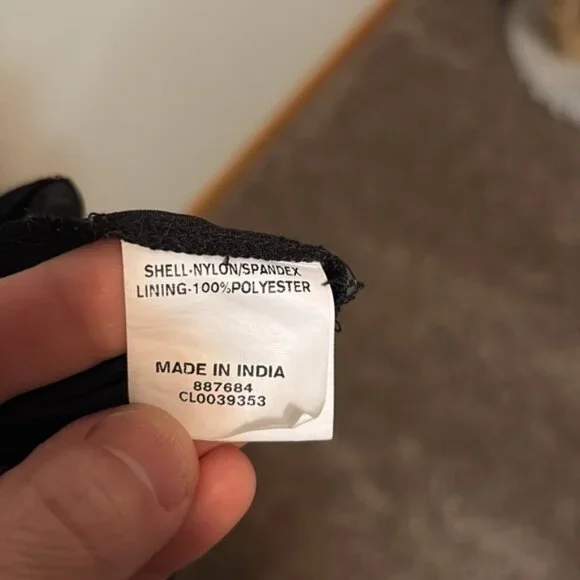 SHELL-NYLON/SPANDEX
LINING-100%POLYESTER
MADE IN INDIA
887684
CL0039353